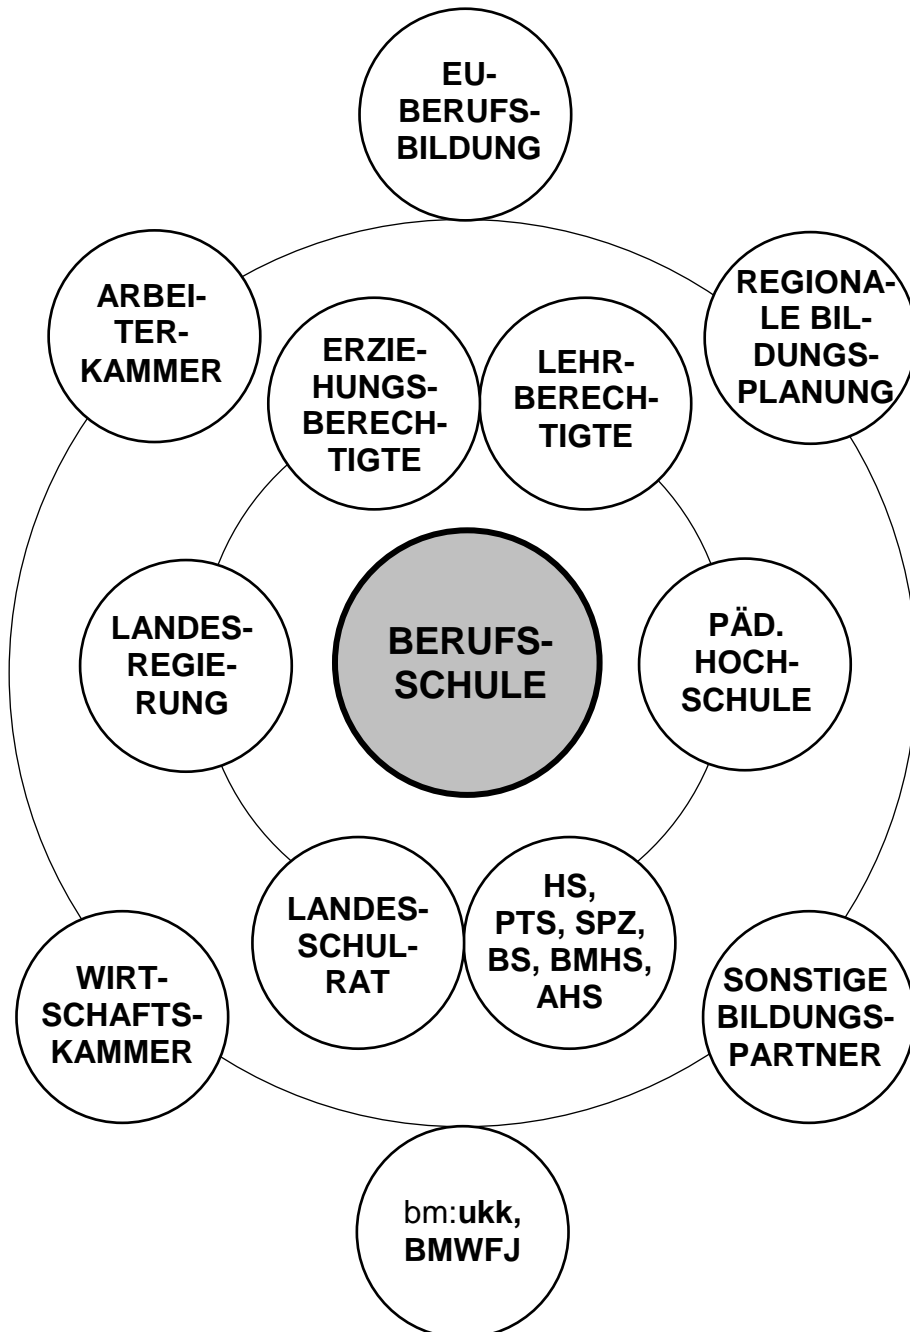 EU-
BERUFS-
BILDUNG
ARBEI-
TER-
KAMMER
REGIONA-
LE BIL-
DUNGS-
PLANUNG
ERZIE-
HUNGS-
BERECH-
TIGTE
LEHR-
BERECH-
TIGTE
LANDES-
REGIE-
RUNG
BERUFS-
SCHULE
PÄD.
HOCH-
SCHULE
LANDES-
SCHUL-
RAT
HS,
PTS, SPZ,
BS, BMHS,
AHS
WIRT-
SCHAFTS-
KAMMER
SONSTIGE
BILDUNGS-
PARTNER
bm:ukk,
BMWFJ